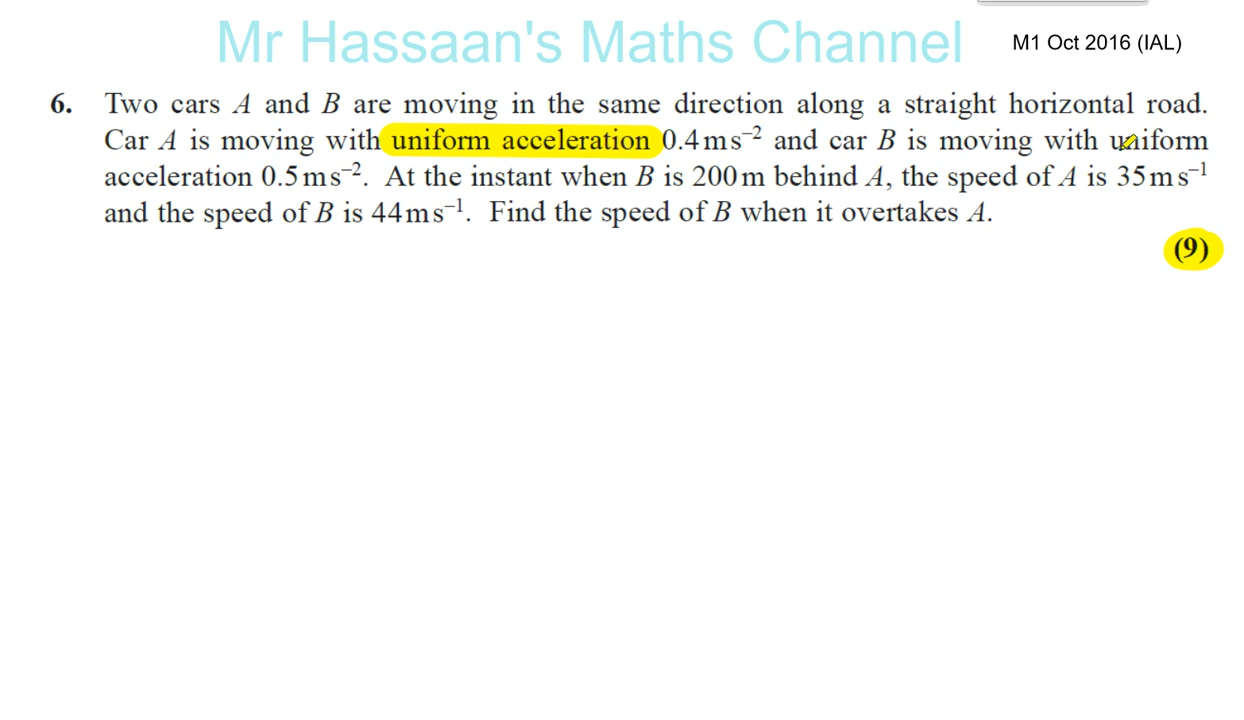 Mr Hassaan's Maths Channel
M1 Oct 2016 (IAL)
6. Two cars A and B are moving in the same direction along a straight horizontal road.
Car A is moving with uniform acceleration 0.4 m s⁻² and car B is moving with uniform
acceleration 0.5 m s⁻². At the instant when B is 200 m behind A, the speed of A is 35 m s⁻¹
and the speed of B is 44 m s⁻¹. Find the speed of B when it overtakes A.
(9)